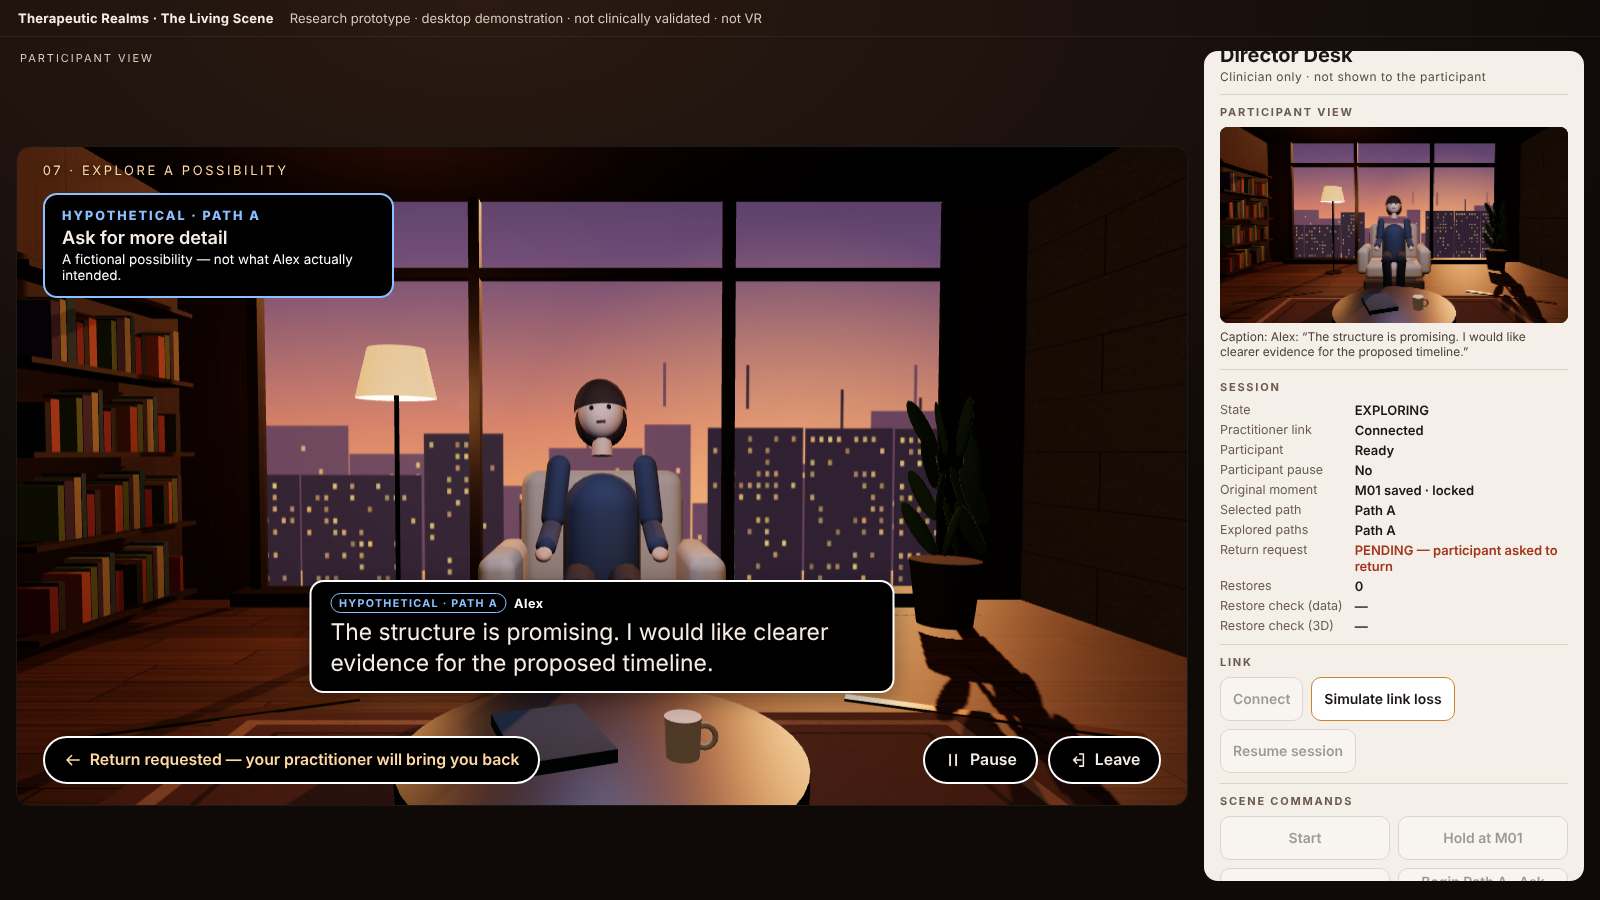 Therapeutic Realms · The Living Scene Research prototype · desktop demonstration · not clinically validated · not VR
PARTICIPANT VIEW
07 · EXPLORE A POSSIBILITY
HYPOTHETICAL · PATH A
Ask for more detail
A fictional possibility — not what Alex actually
intended.
HYPOTHETICAL · PATH A Alex
The structure is promising. I would like clearer
evidence for the proposed timeline.
Return requested — your practitioner will bring you back
Pause
Leave
Director Desk
Clinician only · not shown to the participant
PARTICIPANT VIEW
Caption: Alex: “The structure is promising. I would like
clearer evidence for the proposed timeline.”
SESSION
State EXPLORING
Practitioner link Connected
Participant Ready
Participant pause No
Original moment M01 saved · locked
Selected path Path A
Explored paths Path A
Return request PENDING — participant asked to
return
Restores 0
Restore check (data) —
Restore check (3D) —
LINK
Connect
Simulate link loss
Resume session
SCENE COMMANDS
Start
Hold at M01
Begin Path A · Ask